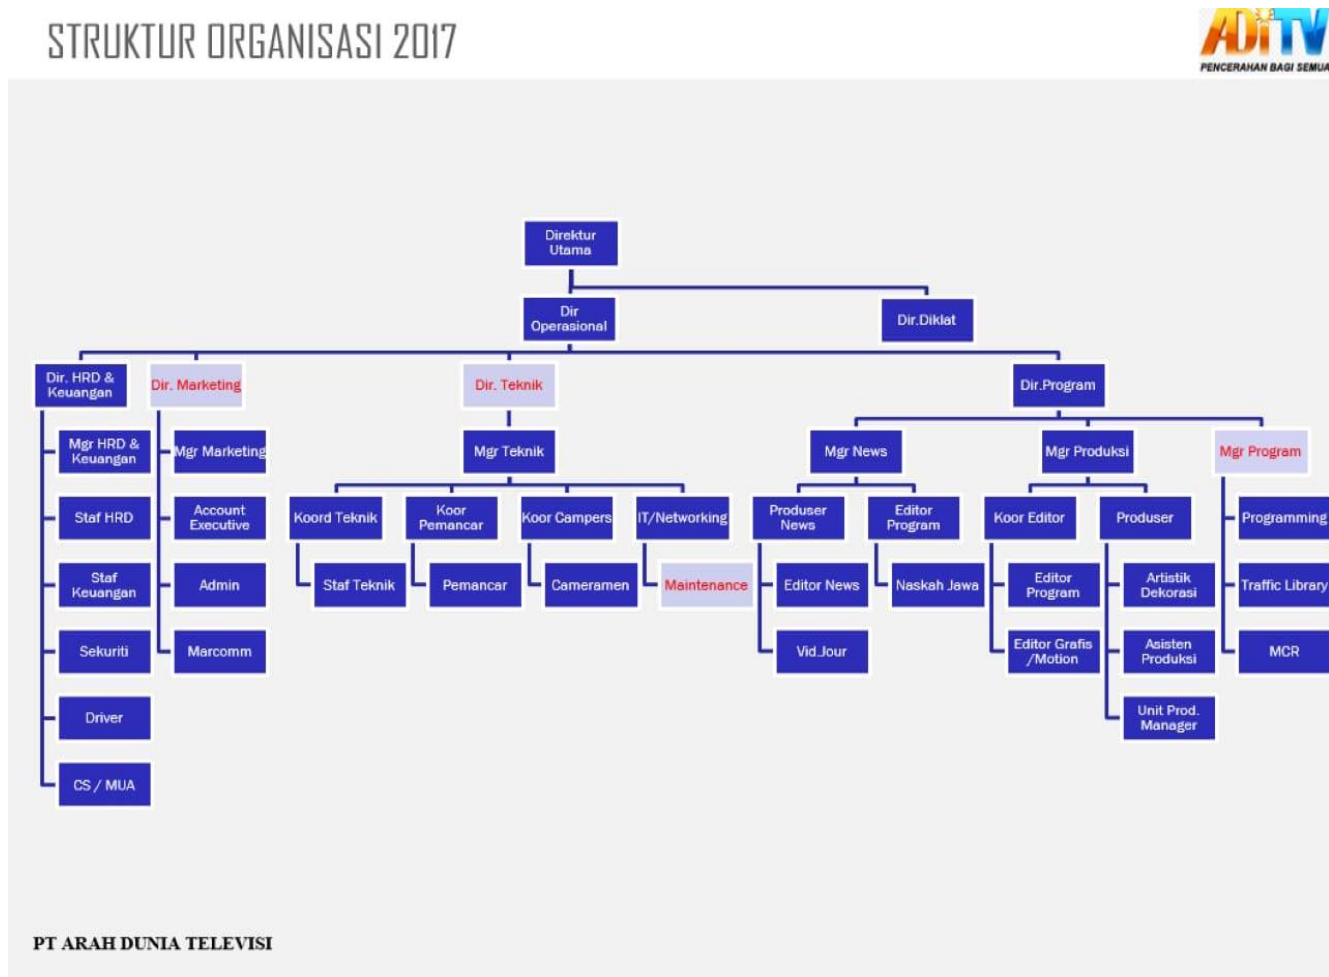 STRUKTUR ORGANISASI 2017
ADiTV
PENCERAHAN BAGI SEMUA
Direktur
Utama
Dir
Operasional
Dir.Diklat
Dir. HRD &
Keuangan
Dir. Marketing
Dir. Teknik
Dir.Program
Mgr HRD &
Keuangan
Mgr Marketing
Mgr Teknik
Mgr News
Mgr Produksi
Mgr Program
Staf HRD
Account
Executive
Koord Teknik
Koor
Pemancar
Koor Campers
IT/Networking
Produser
News
Editor
Program
Koor Editor
Produser
Programming
Staf
Keuangan
Admin
Staf Teknik
Pemancar
Cameramen
Maintenance
Editor News
Naskah Jawa
Editor
Program
Artistik
Dekorasi
Traffic Library
Sekuriti
Marcomm
Vid.Jour
Editor Grafis
/Motion
Asisten
Produksi
MCR
Driver
Unit Prod.
Manager
CS / MUA
PT ARAH DUNIA TELEVISI